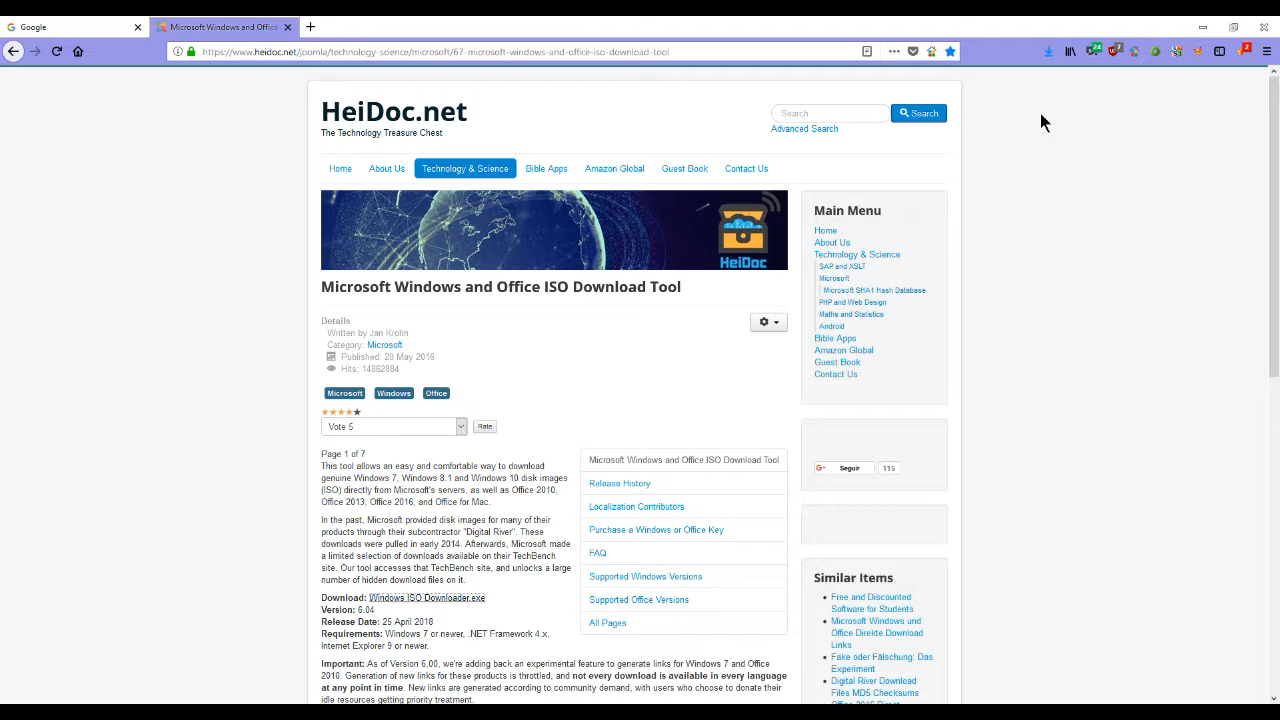 Google
Microsoft Windows and Office
https://www.heidoc.net/joomla/technology-science/microsoft/67-microsoft-windows-and-office-iso-download-tool
24
7
2
HeiDoc.net
The Technology Treasure Chest
Search
Search
Advanced Search
Home
About Us
Technology & Science
Bible Apps
Amazon Global
Guest Book
Contact Us
HeiDoc
Microsoft Windows and Office ISO Download Tool
Details
Written by Jan Krohn
Category: Microsoft
Published: 20 May 2016
Hits: 14862884
Microsoft
Windows
Office
Vote 5
Rate
Page 1 of 7
This tool allows an easy and comfortable way to download
genuine Windows 7, Windows 8.1 and Windows 10 disk images
(ISO) directly from Microsoft's servers, as well as Office 2010,
Office 2013, Office 2016, and Office for Mac.
In the past, Microsoft provided disk images for many of their
products through their subcontractor "Digital River". These
downloads were pulled in early 2014. Afterwards, Microsoft made
a limited selection of downloads available on their TechBench
site. Our tool accesses that TechBench site, and unlocks a large
number of hidden download files on it.
Download: Windows ISO Downloader.exe
Version: 6.04
Release Date: 25 April 2018
Requirements: Windows 7 or newer, .NET Framework 4.x,
Internet Explorer 9 or newer.
Important: As of Version 6.00, we're adding back an experimental feature to generate links for Windows 7 and Office
2010. Generation of new links for these products is throttled, and not every download is available in every language
at any point in time. New links are generated according to community demand, with users who choose to donate their
idle resources getting priority treatment.
Microsoft Windows and Office ISO Download Tool
Release History
Localization Contributors
Purchase a Windows or Office Key
FAQ
Supported Windows Versions
Supported Office Versions
All Pages
Main Menu
Home
About Us
Technology & Science
SAP and XSLT
Microsoft
Microsoft SHA1 Hash Database
PHP and Web Design
Maths and Statistics
Android
Bible Apps
Amazon Global
Guest Book
Contact Us
G+ Seguir 115
Similar Items
Free and Discounted
Software for Students
Microsoft Windows und
Office Direkte Download
Links
Fake oder Fälschung: Das
Experiment
Digital River Download
Files MD5 Checksums